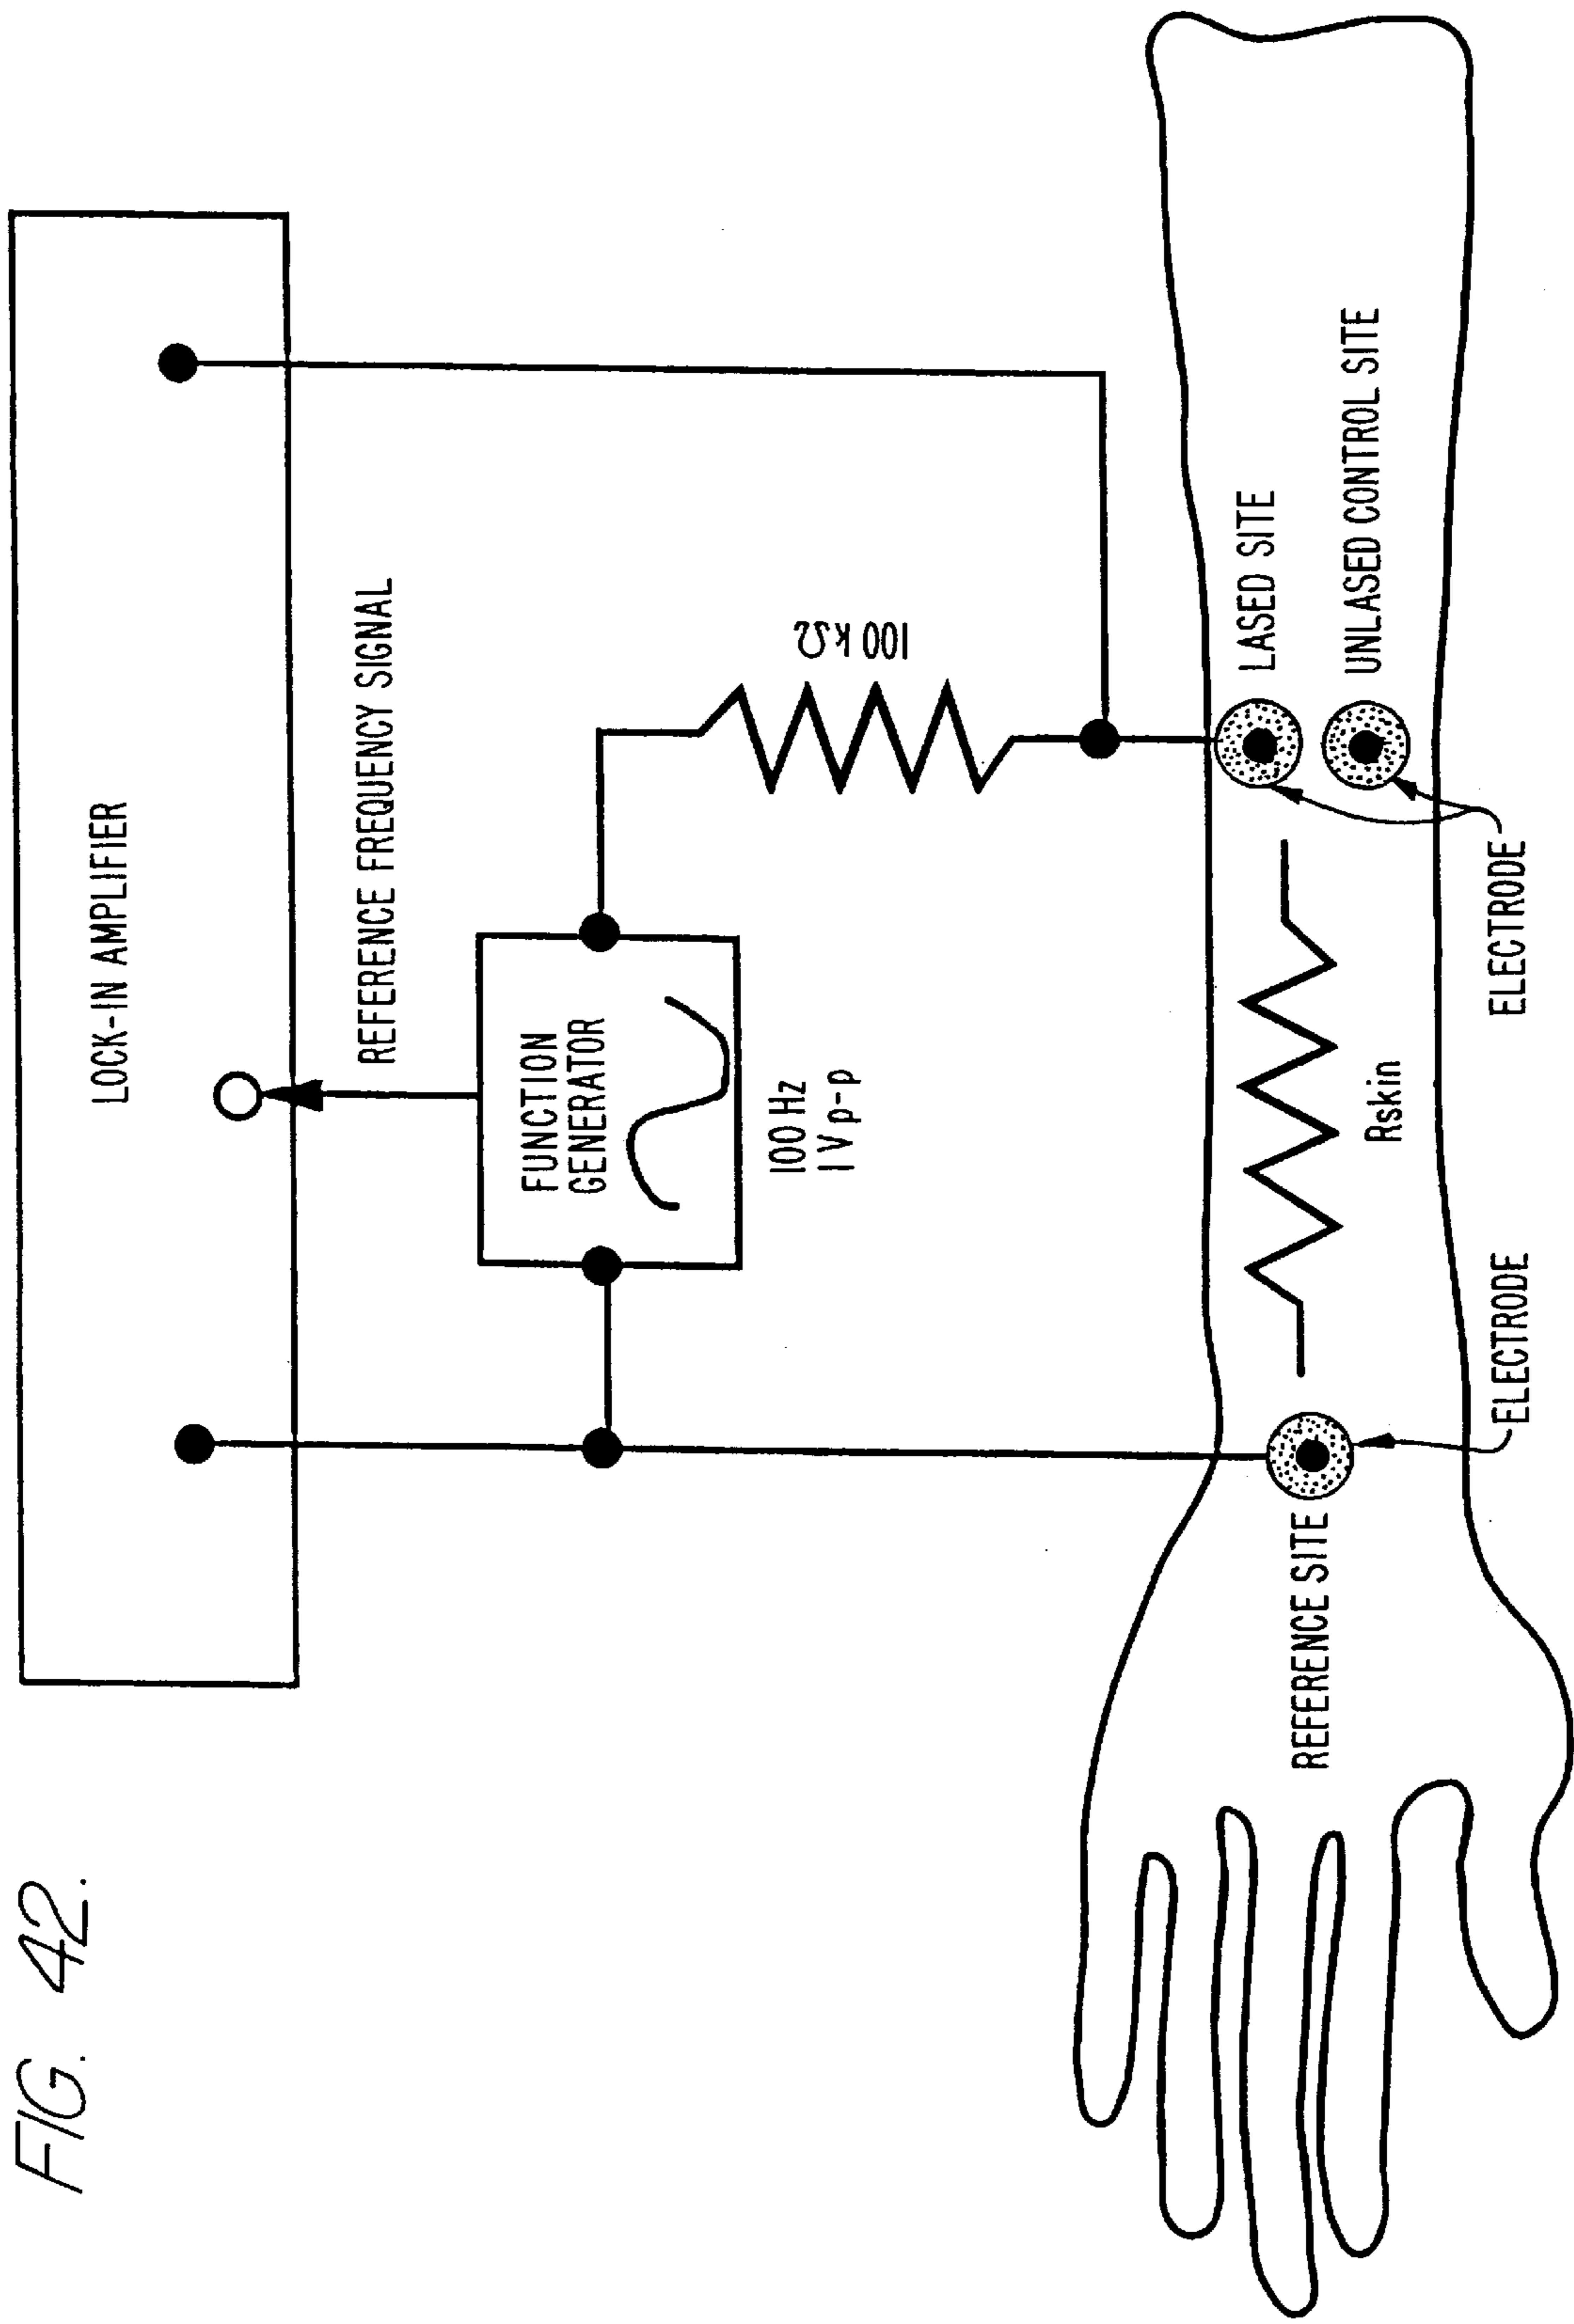 FIG. 42.
LOCK-IN AMPLIFIER
REFERENCE FREQUENCY SIGNAL
FUNCTION
GENERATOR
100 Hz
1 V p-p
100 kΩ
LASED SITE
UNLASED CONTROL SITE
Rskin
REFERENCE SITE
ELECTRODE
ELECTRODE